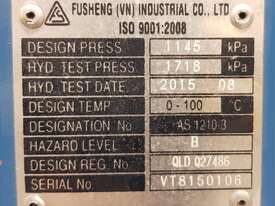 FUSHENG (VN) INDUSTRIAL CO., LTD
ISO 9001:2008
DESIGN PRESS 1145 kPa
HYD TEST PRESS 1718 kPa
HYD TEST DATE 2015 08
DESIGN TEMP 0-100 °C
DESIGNATION No AS 1210-3
HAZARD LEVEL B
DESIGN REG. No QLD Q27486
SERIAL No VT8150106